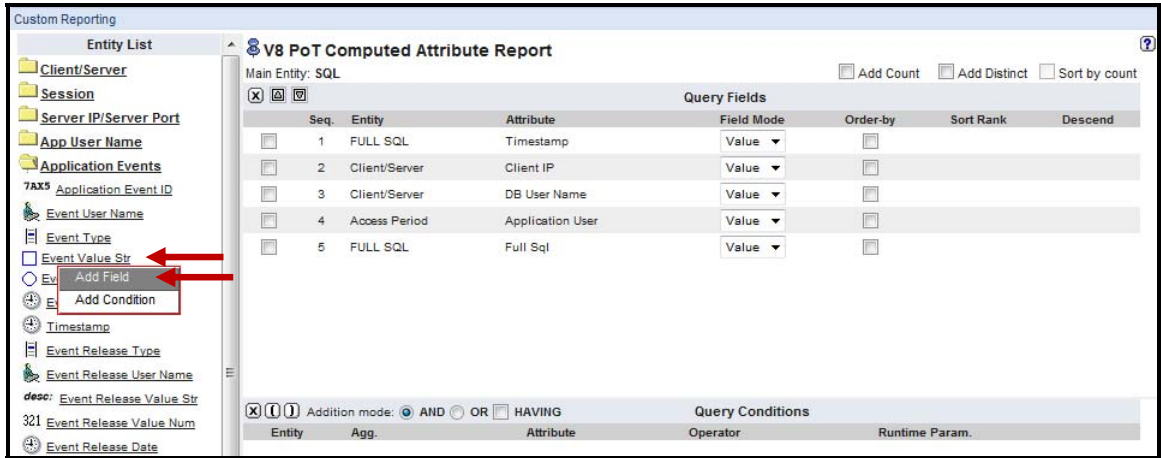 Custom Reporting
Entity List
Client/Server
Session
Server IP/Server Port
App User Name
Application Events
7AX5 Application Event ID
Event User Name
Event Type
Event Value Str
Ev
Add Field
E
Add Condition
Timestamp
Event Release Type
Event Release User Name
desc: Event Release Value Str
321 Event Release Value Num
Event Release Date
V8 PoT Computed Attribute Report
?
Main Entity: SQL
Add Count Add Distinct Sort by count
X Query Fields
Seq. Entity Attribute Field Mode Order-by Sort Rank Descend
1 FULL SQL Timestamp Value
2 Client/Server Client IP Value
3 Client/Server DB User Name Value
4 Access Period Application User Value
5 FULL SQL Full Sql Value
X ( ) Addition mode: AND OR HAVING Query Conditions
Entity Agg. Attribute Operator Runtime Param.